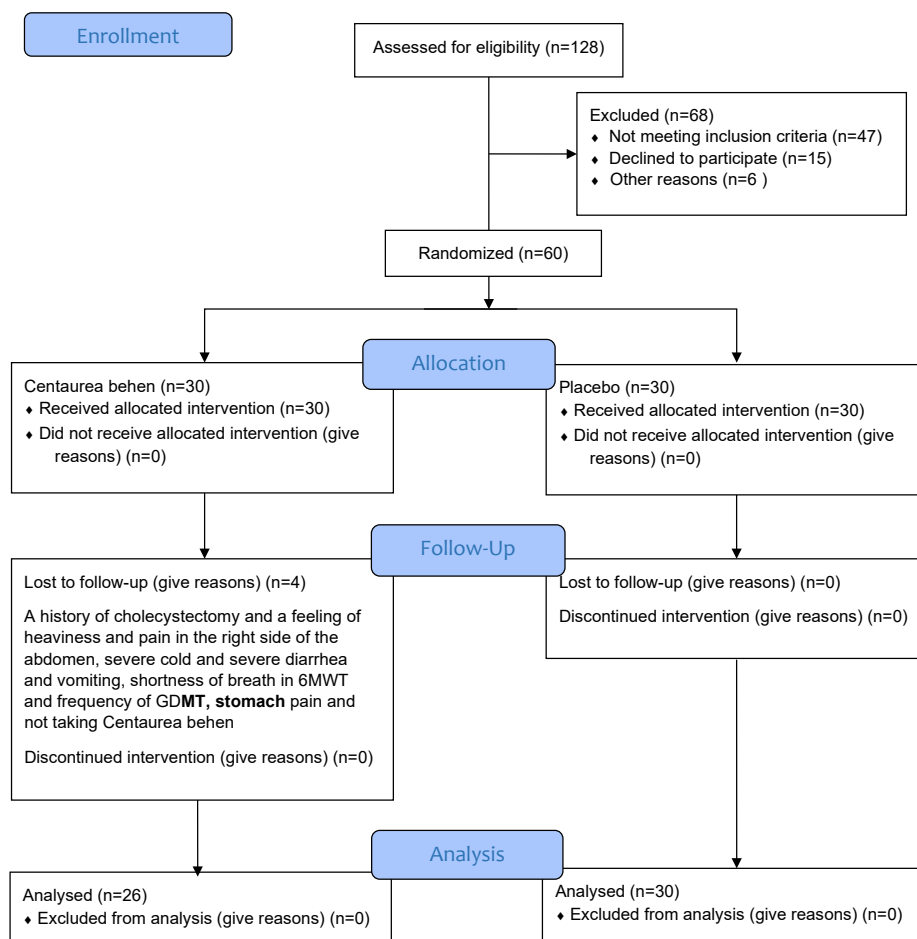 Enrollment
Assessed for eligibility (n=128)
Excluded (n=68)
♦ Not meeting inclusion criteria (n=47)
♦ Declined to participate (n=15)
♦ Other reasons (n=6 )
Randomized (n=60)
Allocation
Centaurea behen (n=30)
♦ Received allocated intervention (n=30)
♦ Did not receive allocated intervention (give
reasons) (n=0)
Placebo (n=30)
♦ Received allocated intervention (n=30)
♦ Did not receive allocated intervention (give
reasons) (n=0)
Follow-Up
Lost to follow-up (give reasons) (n=4)
A history of cholecystectomy and a feeling of
heaviness and pain in the right side of the
abdomen, severe cold and severe diarrhea
and vomiting, shortness of breath in 6MWT
and frequency of GDMT, stomach pain and
not taking Centaurea behen
Discontinued intervention (give reasons) (n=0)
Lost to follow-up (give reasons) (n=0)
Discontinued intervention (give reasons) (n=0)
Analysis
Analysed (n=26)
♦ Excluded from analysis (give reasons) (n=0)
Analysed (n=30)
♦ Excluded from analysis (give reasons) (n=0)